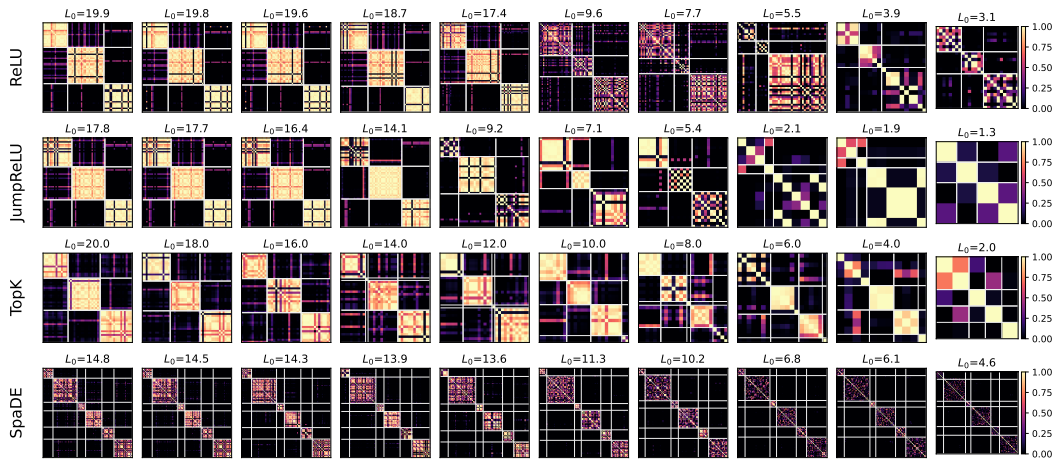 L₀=19.9 L₀=19.8 L₀=19.6 L₀=18.7 L₀=17.4 L₀=9.6 L₀=7.7 L₀=5.5 L₀=3.9 L₀=3.1
ReLU
1.00
0.75
0.50
0.25
0.00
L₀=17.8 L₀=17.7 L₀=16.4 L₀=14.1 L₀=9.2 L₀=7.1 L₀=5.4 L₀=2.1 L₀=1.9 L₀=1.3
JumpReLU
1.00
0.75
0.50
0.25
0.00
L₀=20.0 L₀=18.0 L₀=16.0 L₀=14.0 L₀=12.0 L₀=10.0 L₀=8.0 L₀=6.0 L₀=4.0 L₀=2.0
TopK
1.00
0.75
0.50
0.25
0.00
L₀=14.8 L₀=14.5 L₀=14.3 L₀=13.9 L₀=13.6 L₀=11.3 L₀=10.2 L₀=6.8 L₀=6.1 L₀=4.6
SpaDE
1.00
0.75
0.50
0.25
0.00